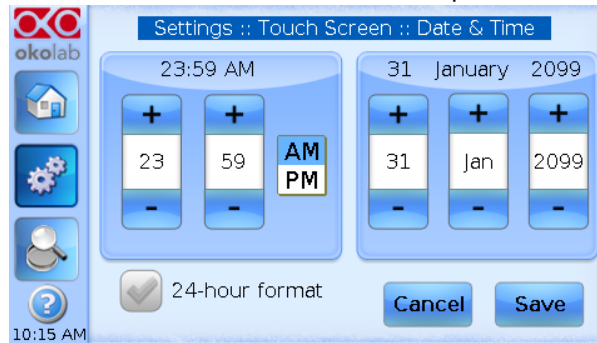 okolab
Settings :: Touch Screen :: Date & Time
23:59 AM
31 January 2099
+ + + + +
23 59 AM 31 Jan 2099
PM
- - - - -
24-hour format
Cancel Save
?
10:15 AM